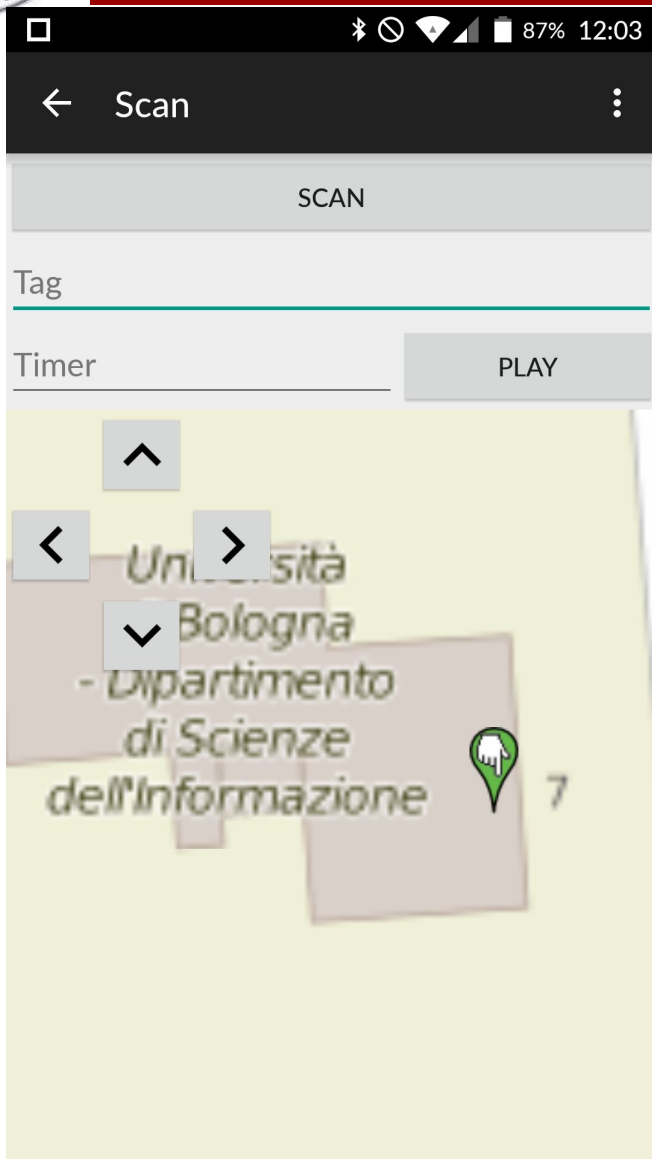 87% 12:03
Scan
SCAN
Tag
Timer
PLAY
Bologna
- Dipartimento
di Scienze
dell'Informazione
7